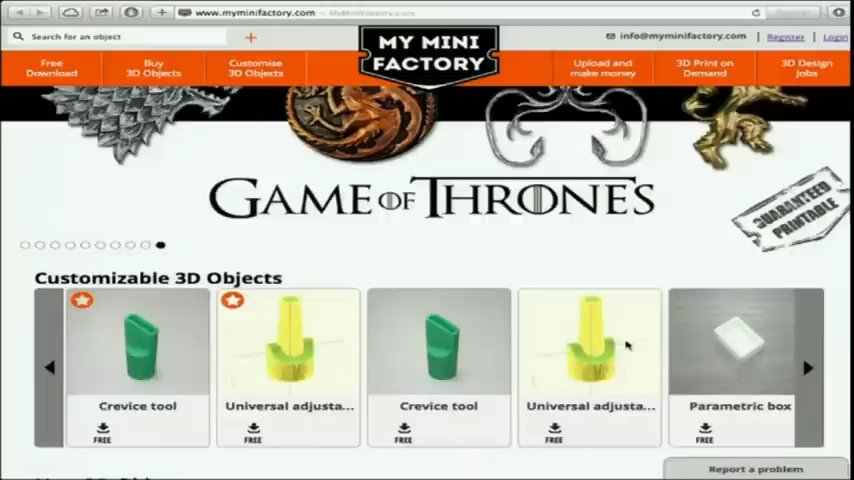 www.myminifactory.com – MyMiniFactory.com
Search for an object
info@myminifactory.com | Register | Login
MY MINI
FACTORY
Free
Download
Buy
3D Objects
Customise
3D Objects
Upload and
make money
3D Print on
Demand
3D Design
Jobs
GAME OF THRONES
GUARANTEED
PRINTABLE
Customizable 3D Objects
Crevice tool
Universal adjusta...
Crevice tool
Universal adjusta...
Parametric box
FREE
FREE
FREE
FREE
FREE
Report a problem